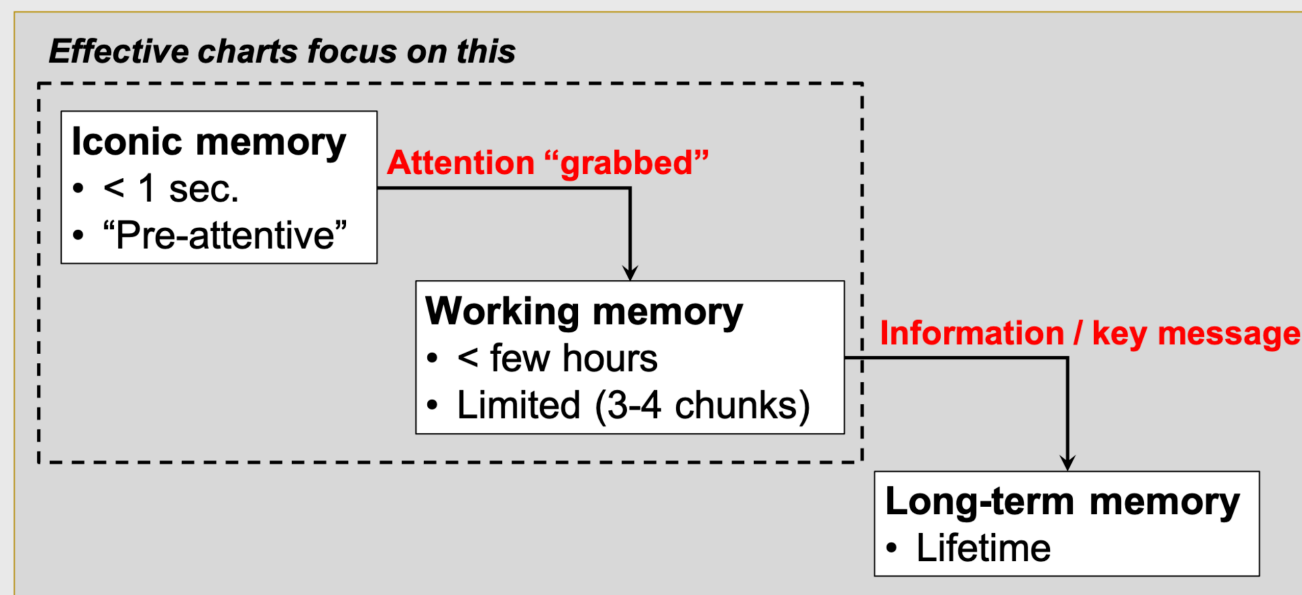 Effective charts focus on this
Iconic memory
• < 1 sec.
• “Pre-attentive”
Attention “grabbed”
Working memory
• < few hours
• Limited (3-4 chunks)
Information / key message
Long-term memory
• Lifetime